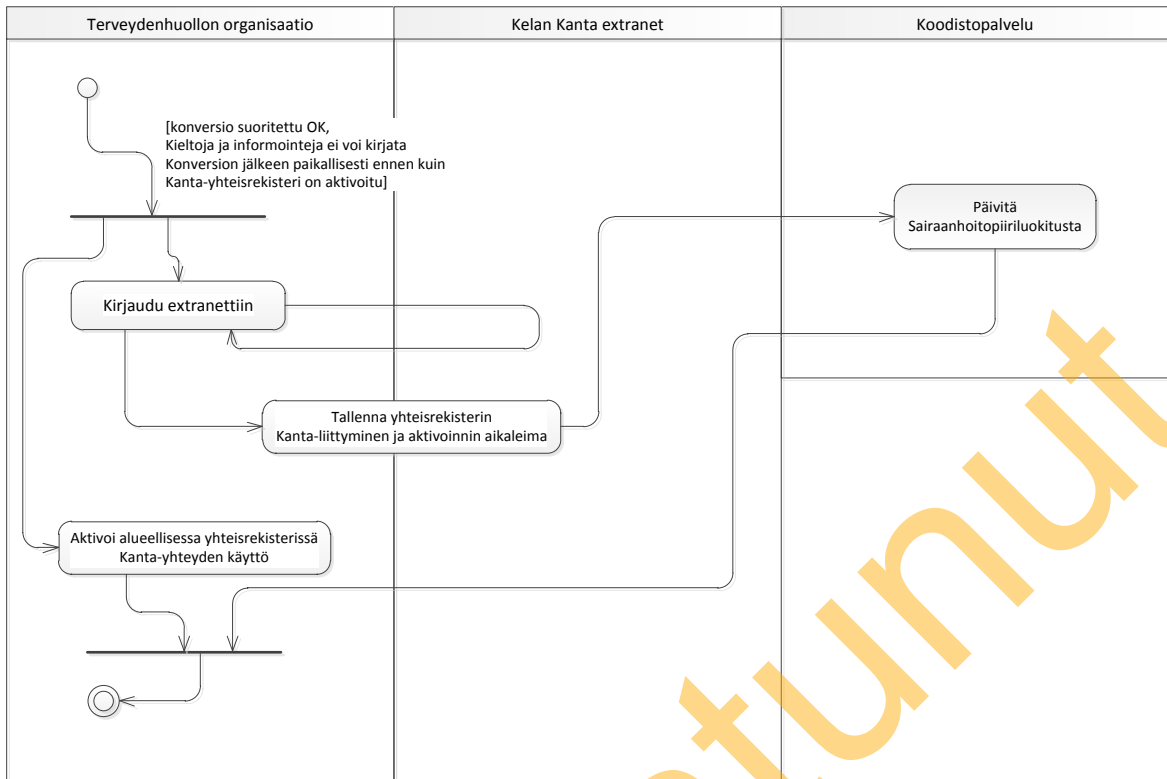 Terveydenhuollon organisaatio
Kelan Kanta extranet
Koodistopalvelu
[konversio suoritettu OK,
Kieltoja ja informointeja ei voi kirjata
Konversion jälkeen paikallisesti ennen kuin
Kanta-yhteisrekisteri on aktivoitu]
Päivitä
Sairaanhoitopiiriluokitusta
Kirjaudu extranettiin
Tallenna yhteisrekisterin
Kanta-liittyminen ja aktivoinnin aikaleima
Aktivoi alueellisessa yhteisrekisterissä
Kanta-yhteyden käyttö
tunut